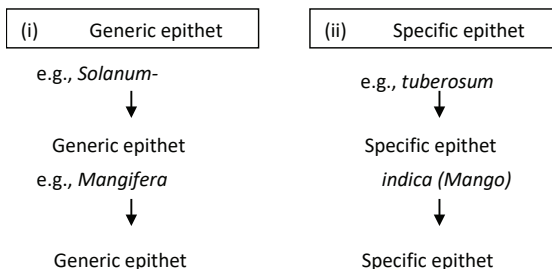 (i) Generic epithet (ii) Specific epithet
e.g., Solanum- e.g., tuberosum
Generic epithet Specific epithet
e.g., Mangifera indica (Mango)
Generic epithet Specific epithet